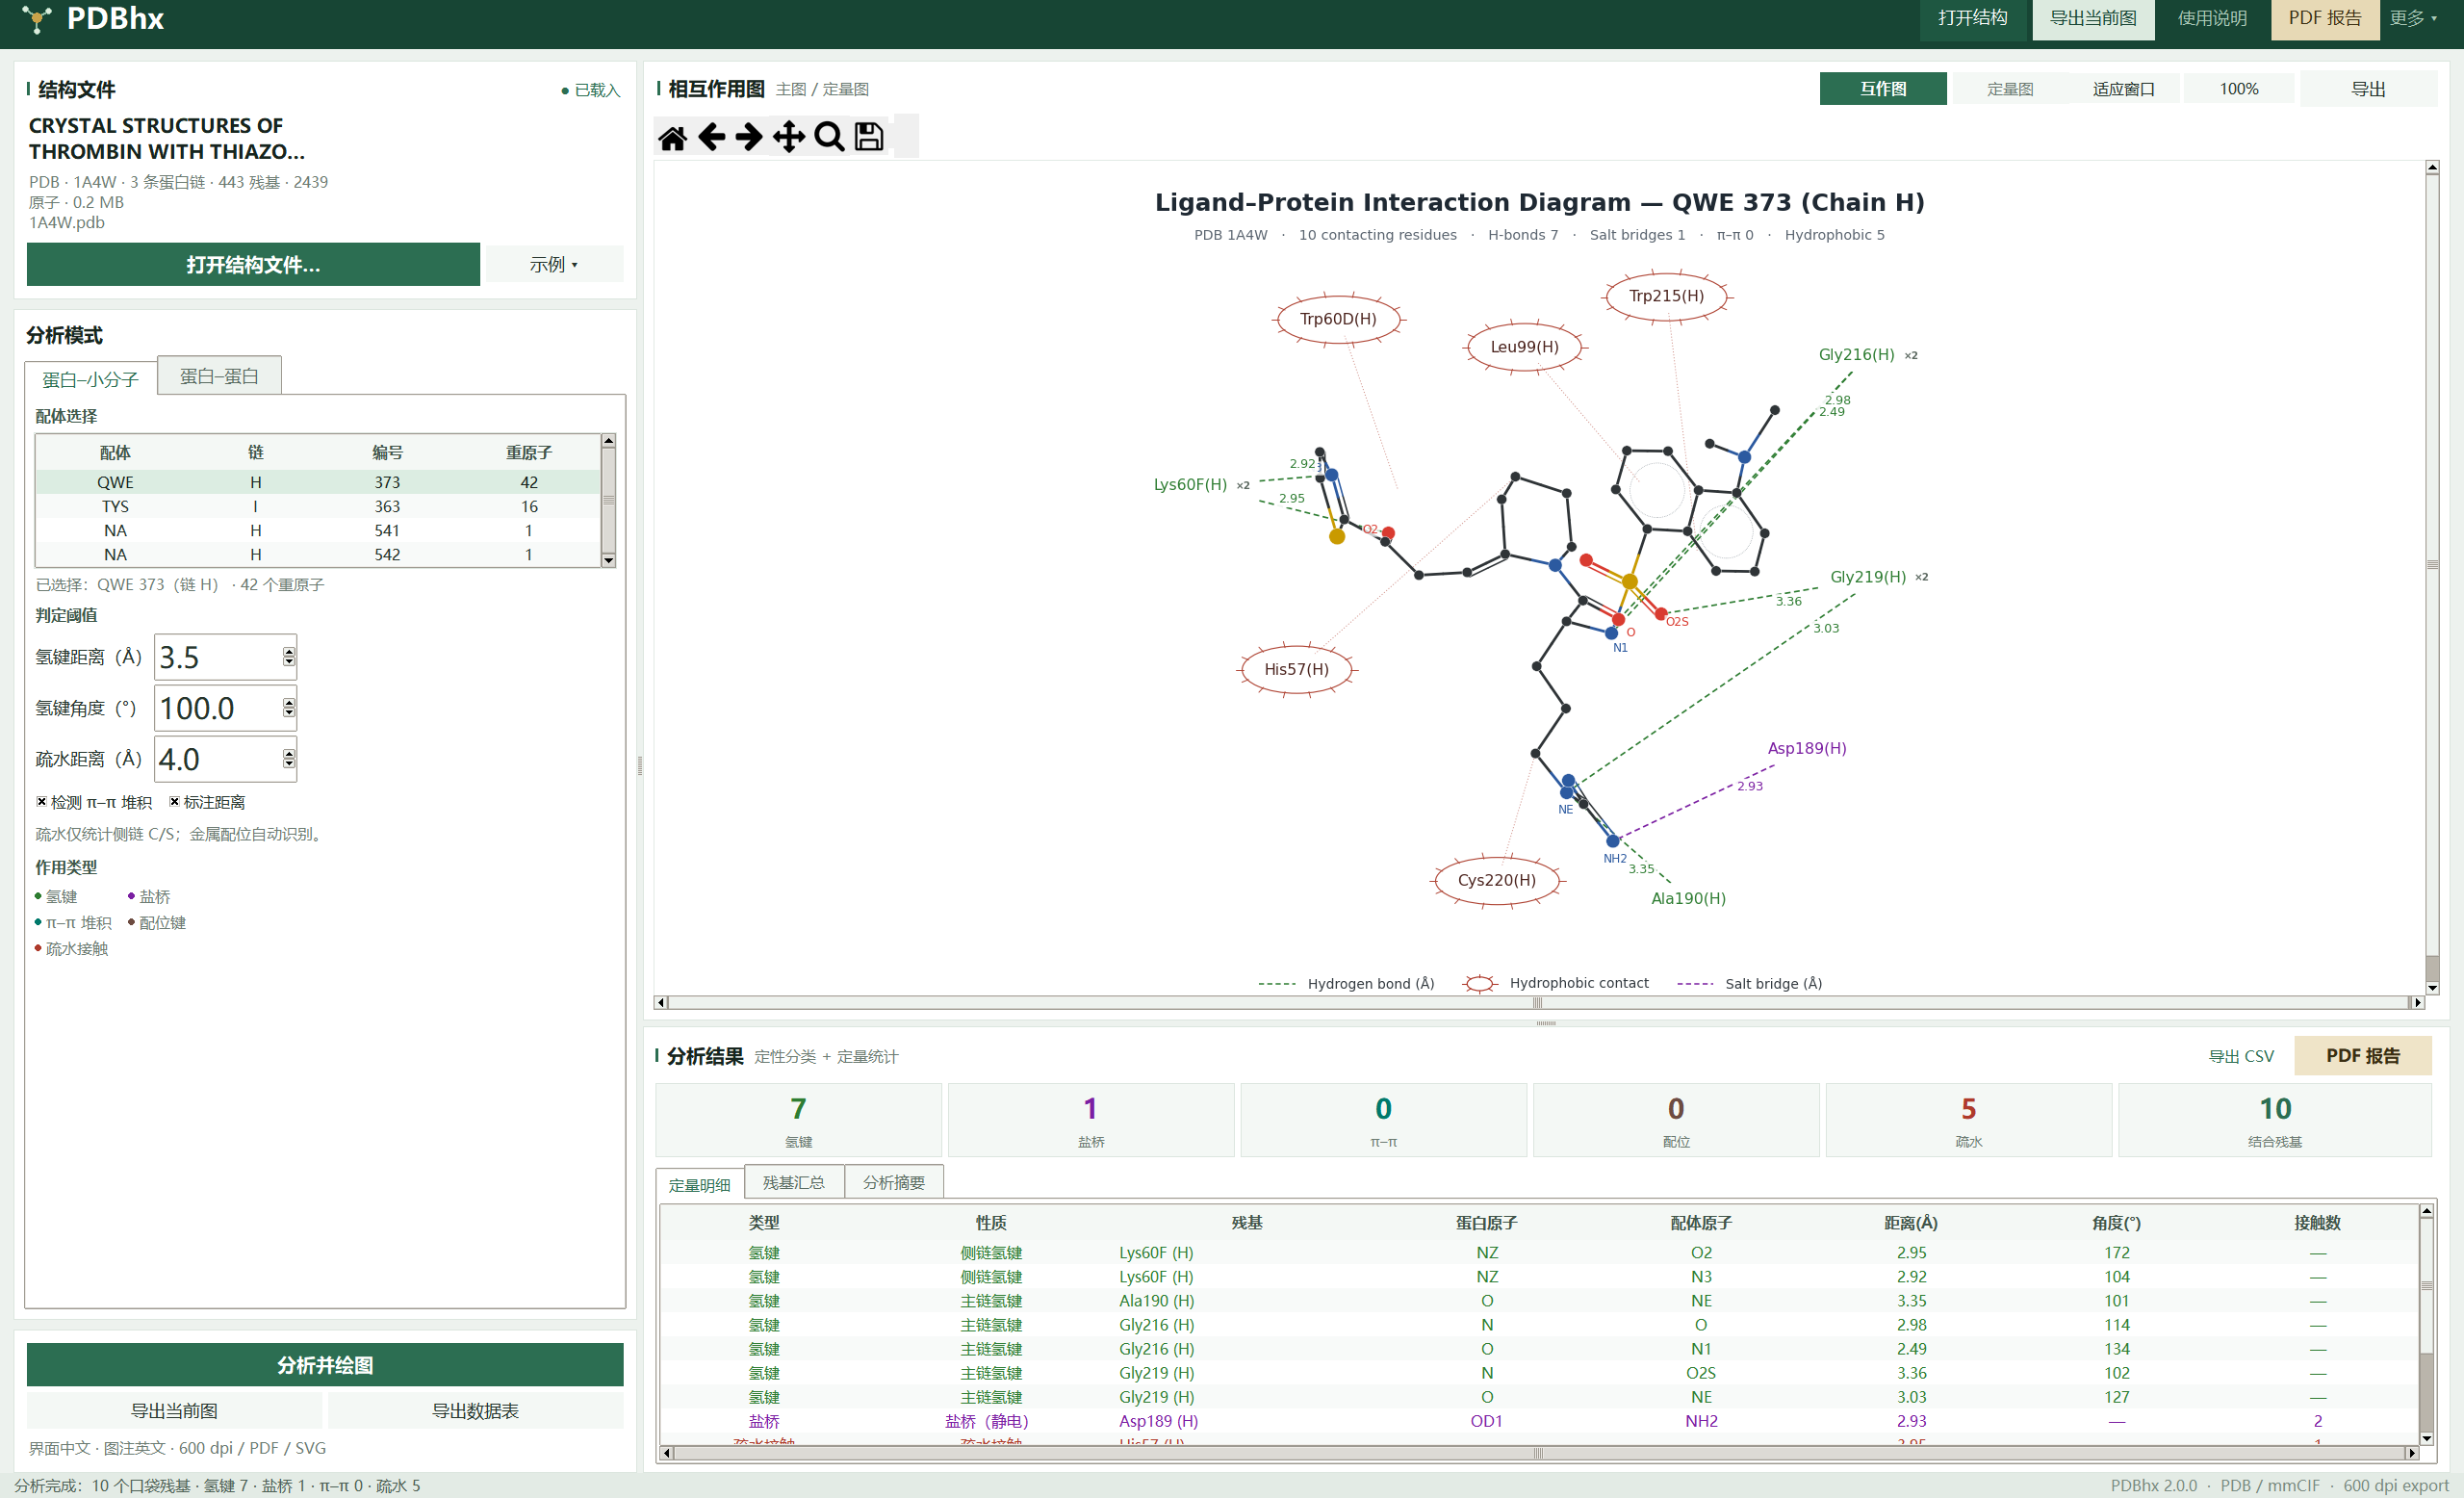 PDBhx
打开结构
导出当前图
使用说明
PDF 报告
更多 ▾
结构文件
● 已载入
CRYSTAL STRUCTURES OF
THROMBIN WITH THIAZO...
PDB · 1A4W · 3 条蛋白链 · 443 残基 · 2439
原子 · 0.2 MB
1A4W.pdb
打开结构文件...
示例 ▾
分析模式
蛋白–小分子
蛋白–蛋白
配体选择
配体 链 编号 重原子
QWE H 373 42
TYS I 363 16
NA H 541 1
NA H 542 1
已选择：QWE 373（链 H） · 42 个重原子
判定阈值
氢键距离（Å） 3.5
氢键角度（°） 100.0
疏水距离（Å） 4.0
检测 π–π 堆积 标注距离
疏水仅统计侧链 C/S；金属配位自动识别。
作用类型
● 氢键 ● 盐桥
● π–π 堆积 ● 配位键
● 疏水接触
分析并绘图
导出当前图
导出数据表
界面中文 · 图注英文 · 600 dpi / PDF / SVG
相互作用图 主图 / 定量图
互作图
定量图
适应窗口
100%
导出
Ligand–Protein Interaction Diagram — QWE 373 (Chain H)
PDB 1A4W · 10 contacting residues · H-bonds 7 · Salt bridges 1 · π–π 0 · Hydrophobic 5
Trp215(H)
Trp60D(H)
Leu99(H)
Gly216(H) ×2
2.98
2.49
2.92
Lys60F(H) ×2
2.95
O2
Gly219(H) ×2
3.36
O2S
3.03
O
N1
His57(H)
Asp189(H)
2.93
NE
NH2
3.35
Cys220(H)
Ala190(H)
Hydrogen bond (Å)
Hydrophobic contact
Salt bridge (Å)
分析结果 定性分类 + 定量统计
导出 CSV
PDF 报告
7 1 0 0 5 10
氢键 盐桥 π–π 配位 疏水 结合残基
定量明细
残基汇总
分析摘要
类型 性质 残基 蛋白原子 配体原子 距离(Å) 角度(°) 接触数
氢键 侧链氢键 Lys60F (H) NZ O2 2.95 172 —
氢键 侧链氢键 Lys60F (H) NZ N3 2.92 104 —
氢键 主链氢键 Ala190 (H) O NE 3.35 101 —
氢键 主链氢键 Gly216 (H) N O 2.98 114 —
氢键 主链氢键 Gly216 (H) O N1 2.49 134 —
氢键 主链氢键 Gly219 (H) N O2S 3.36 102 —
氢键 主链氢键 Gly219 (H) O NE 3.03 127 —
盐桥 盐桥（静电） Asp189 (H) OD1 NH2 2.93 — 2
疏水接触 疏水接触 His57 (H) 3.95 1
分析完成：10 个口袋残基 · 氢键 7 · 盐桥 1 · π–π 0 · 疏水 5
PDBhx 2.0.0 · PDB / mmCIF · 600 dpi export